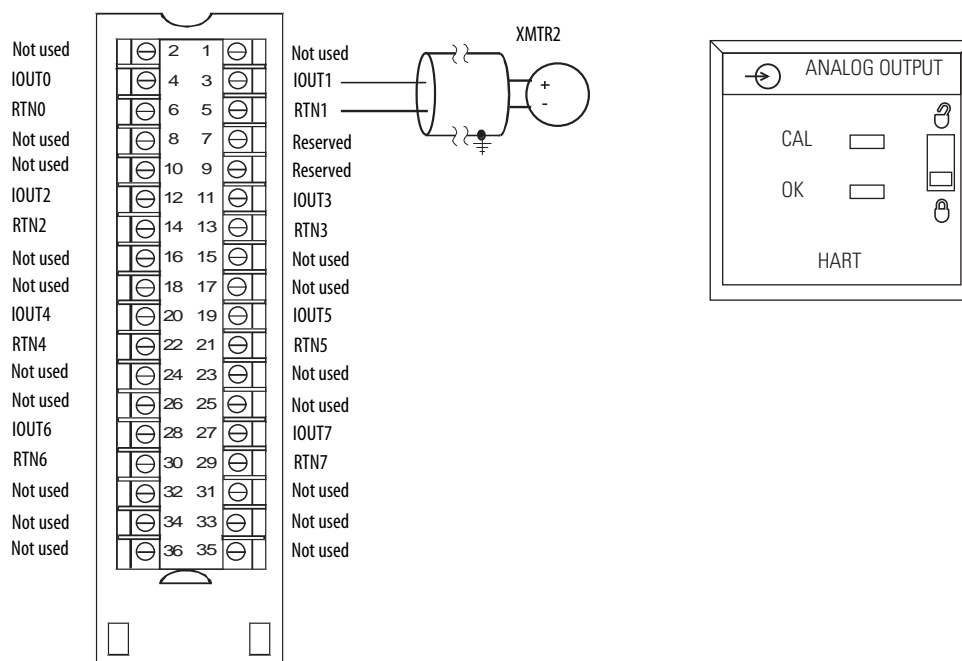 XMTR2
Not used 2 1 Not used
IOUT0 4 3 IOUT1
+
RTN0 6 5 RTN1
-
Not used 8 7 Reserved
Not used 10 9 Reserved
IOUT2 12 11 IOUT3
RTN2 14 13 RTN3
Not used 16 15 Not used
Not used 18 17 Not used
IOUT4 20 19 IOUT5
RTN4 22 21 RTN5
Not used 24 23 Not used
Not used 26 25 Not used
IOUT6 28 27 IOUT7
RTN6 30 29 RTN7
Not used 32 31 Not used
Not used 34 33 Not used
Not used 36 35 Not used
ANALOG OUTPUT
CAL
OK
HART